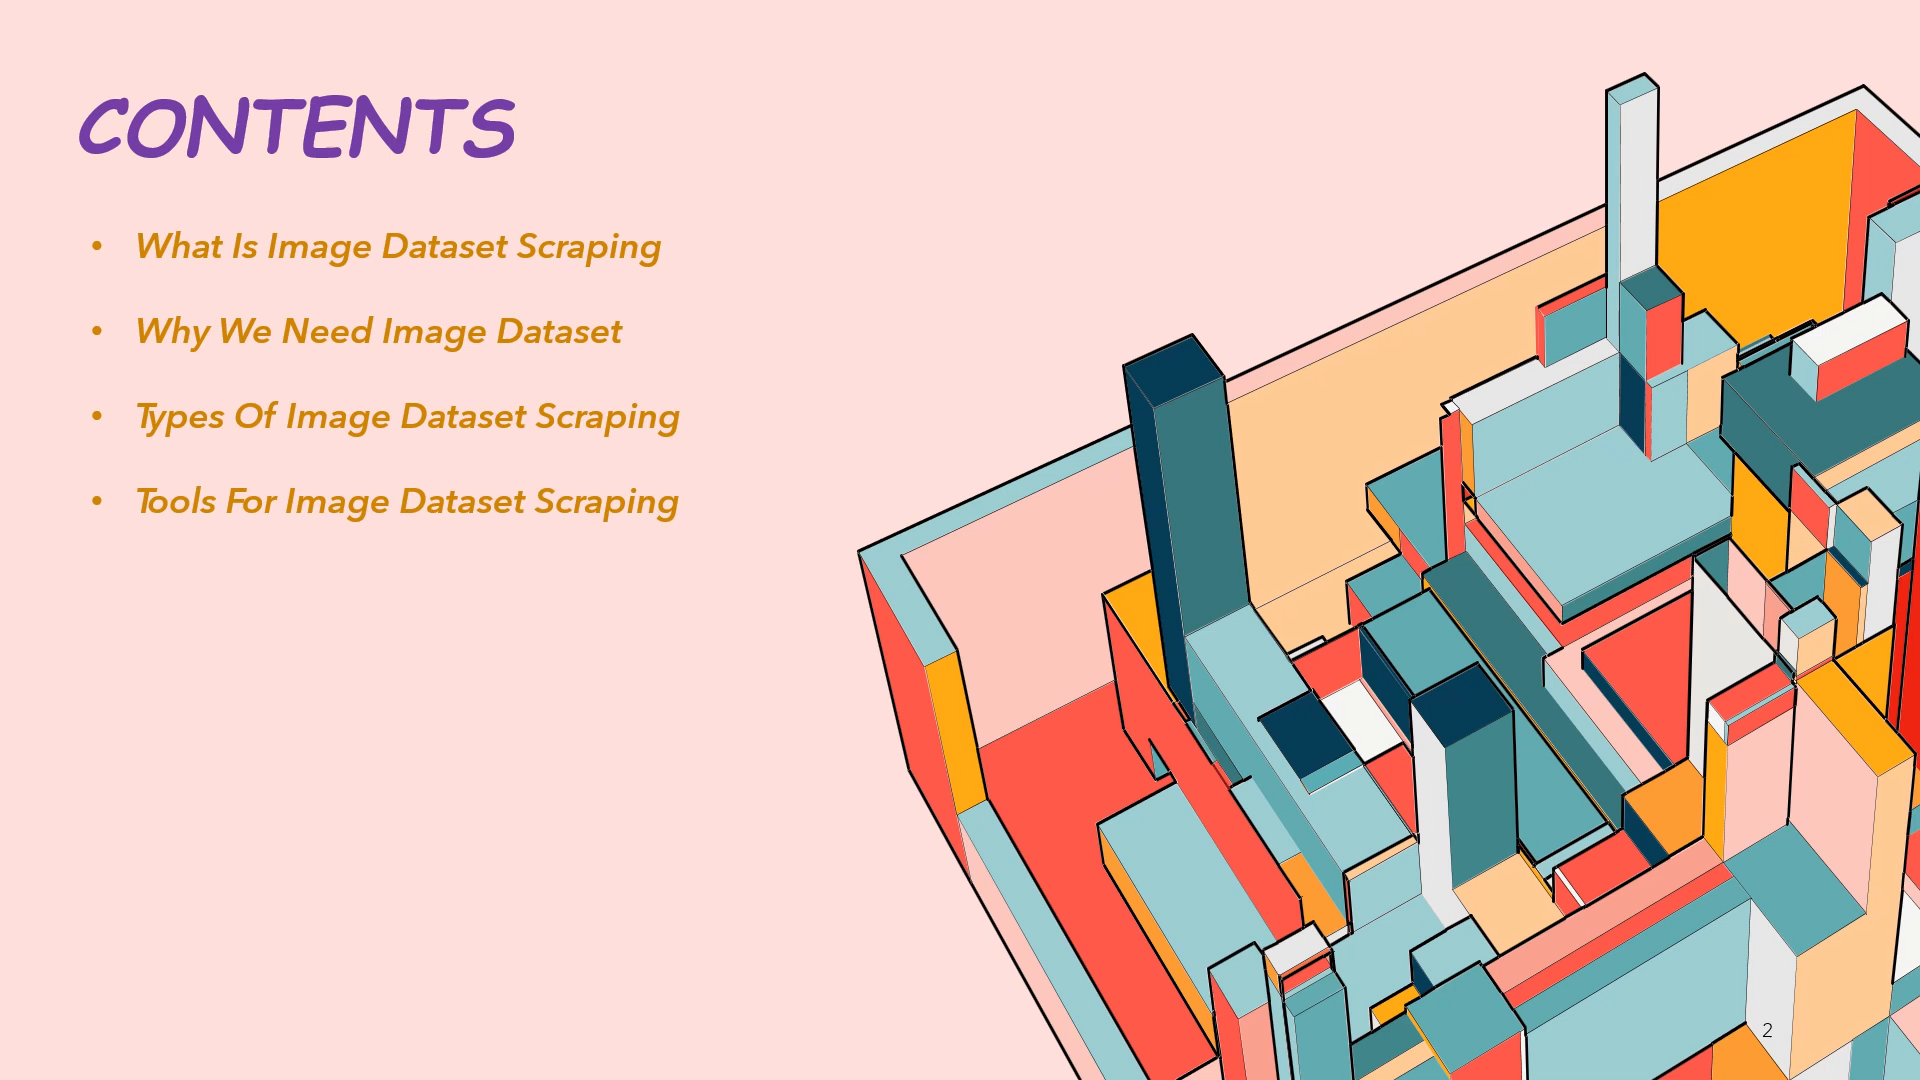 CONTENTS
• What Is Image Dataset Scraping
• Why We Need Image Dataset
• Types Of Image Dataset Scraping
• Tools For Image Dataset Scraping
2